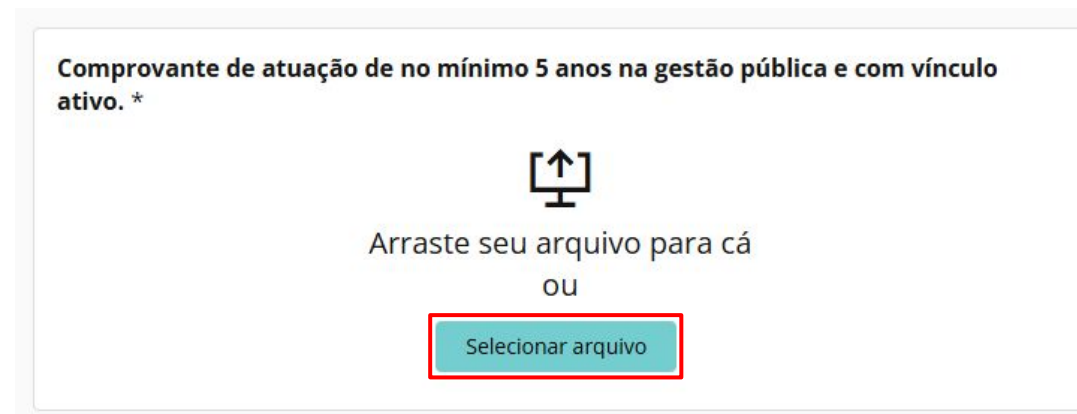 Comprovante de atuação de no mínimo 5 anos na gestão pública e com vínculo
ativo. *
Arraste seu arquivo para cá
ou
Selecionar arquivo